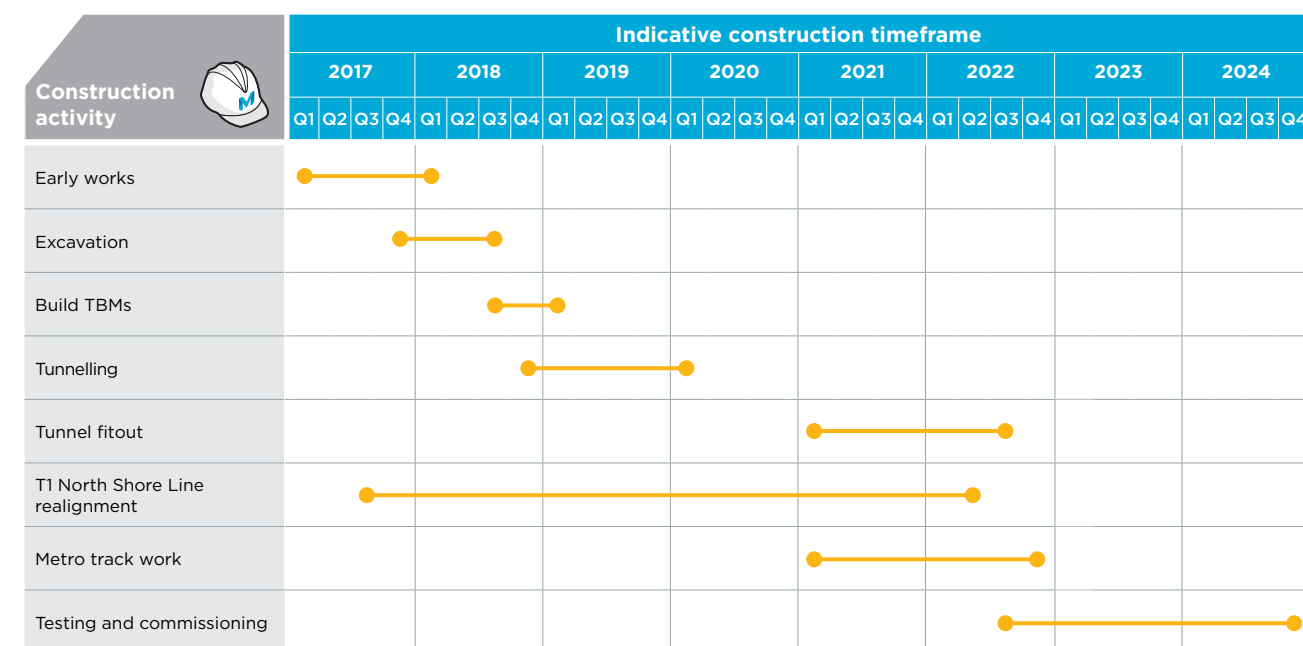 Indicative construction timeframe
Construction
activity
2017 2018 2019 2020 2021 2022 2023 2024
Q1 Q2 Q3 Q4 Q1 Q2 Q3 Q4 Q1 Q2 Q3 Q4 Q1 Q2 Q3 Q4 Q1 Q2 Q3 Q4 Q1 Q2 Q3 Q4 Q1 Q2 Q3 Q4 Q1 Q2 Q3 Q4
M
Early works
Excavation
Build TBMs
Tunnelling
Tunnel fitout
T1 North Shore Line
realignment
Metro track work
Testing and commissioning